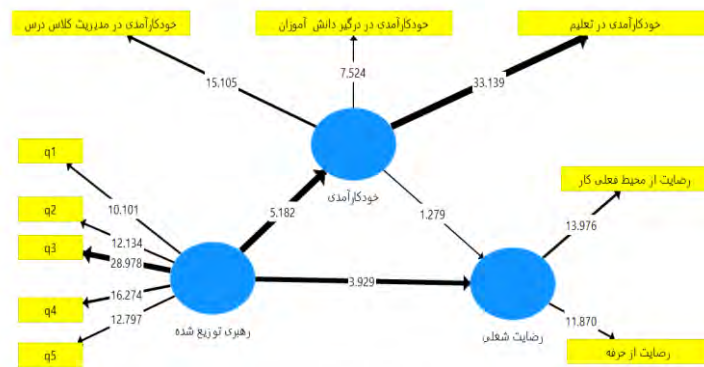 خودکارآمدی در مدیریت کلاس درس
خودکارآمدی در درگیر دانش آموزان
خودکارآمدی در تعلیم
15.105
7.524
33.139
خودکارآمدی
q1
q2
q3
q4
q5
10.101
12.134
28.978
16.274
12.797
رهبری توزیع شده
5.182
1.279
3.929
رضایت شغلی
رضایت از محیط فعلی کار
13.976
11.870
رضایت از حرفه